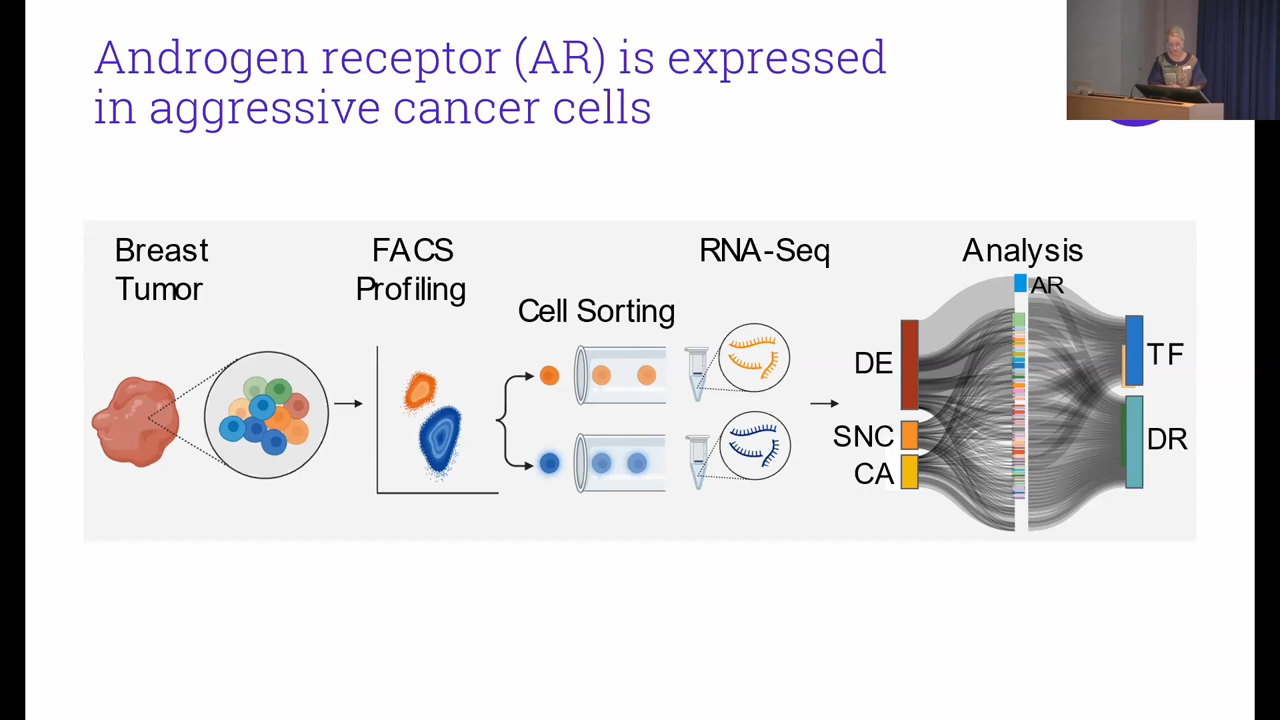 Androgen receptor (AR) is expressed
in aggressive cancer cells
Breast
Tumor
FACS
Profiling
Cell Sorting
RNA-Seq
Analysis
AR
DE
SNC
CA
TF
DR